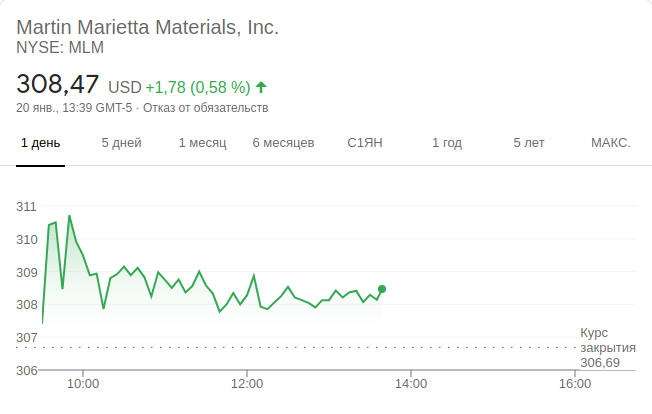 Martin Marietta Materials, Inc.
NYSE: MLM
308,47 USD +1,78 (0,58 %)
20 янв., 13:39 GMT-5 · Отказ от обязательств
1 день 5 дней 1 месяц 6 месяцев С1ЯН 1 год 5 лет МАКС.
311
310
309
308
307
306
Курс
закрытия
306,69
10:00 12:00 14:00 16:00